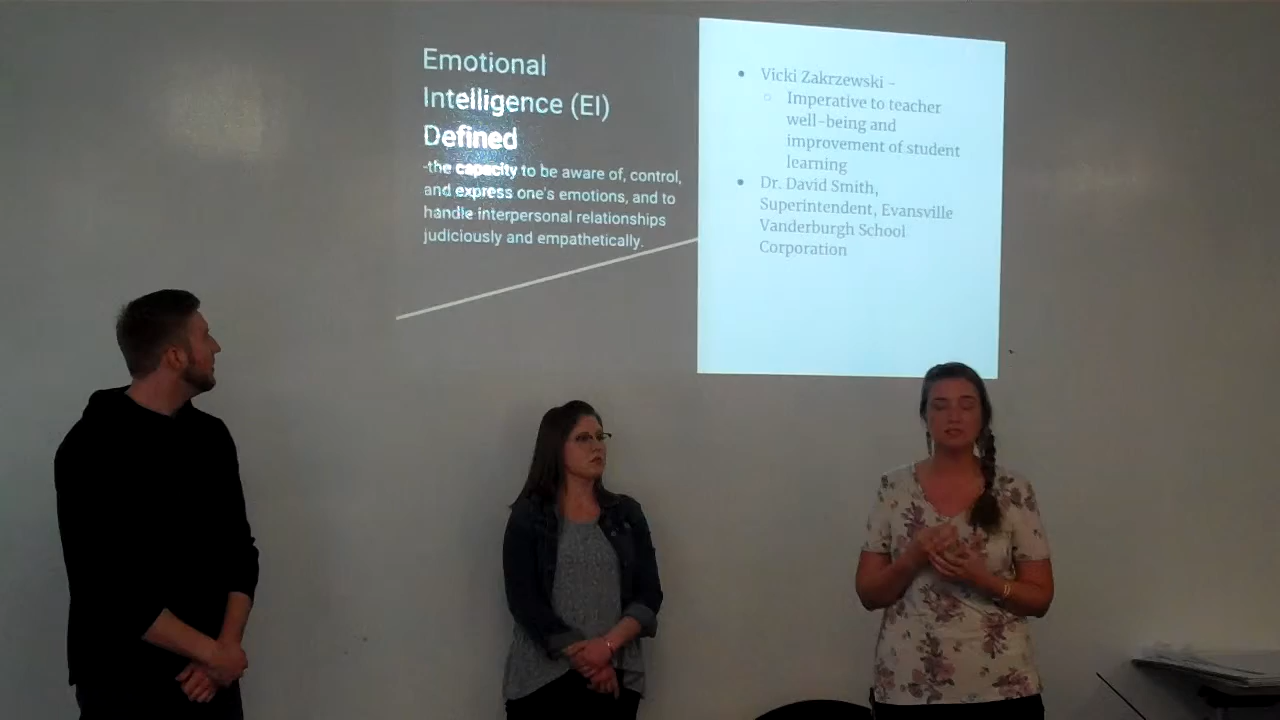 Emotional
Intelligence (EI)
Defined
-the capacity to be aware of, control,
and express one's emotions, and to
handle interpersonal relationships
judiciously and empathetically.
• Vicki Zakrzewski -
○ Imperative to teacher
well-being and
improvement of student
learning
• Dr. David Smith,
Superintendent, Evansville
Vanderburgh School
Corporation